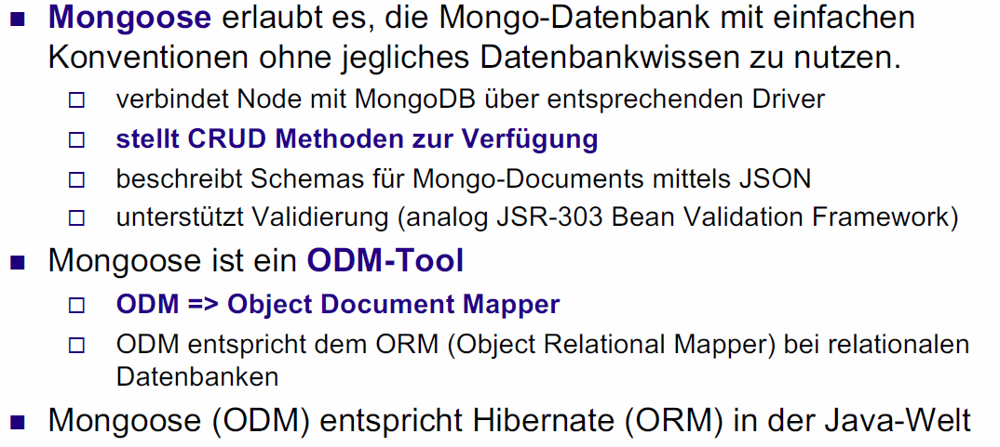 Mongoose erlaubt es, die Mongo-Datenbank mit einfachen
Konventionen ohne jegliches Datenbankwissen zu nutzen.
verbindet Node mit MongoDB über entsprechenden Driver
stellt CRUD Methoden zur Verfügung
beschreibt Schemas für Mongo-Documents mittels JSON
unterstützt Validierung (analog JSR-303 Bean Validation Framework)
Mongoose ist ein ODM-Tool
ODM => Object Document Mapper
ODM entspricht dem ORM (Object Relational Mapper) bei relationalen
Datenbanken
Mongoose (ODM) entspricht Hibernate (ORM) in der Java-Welt